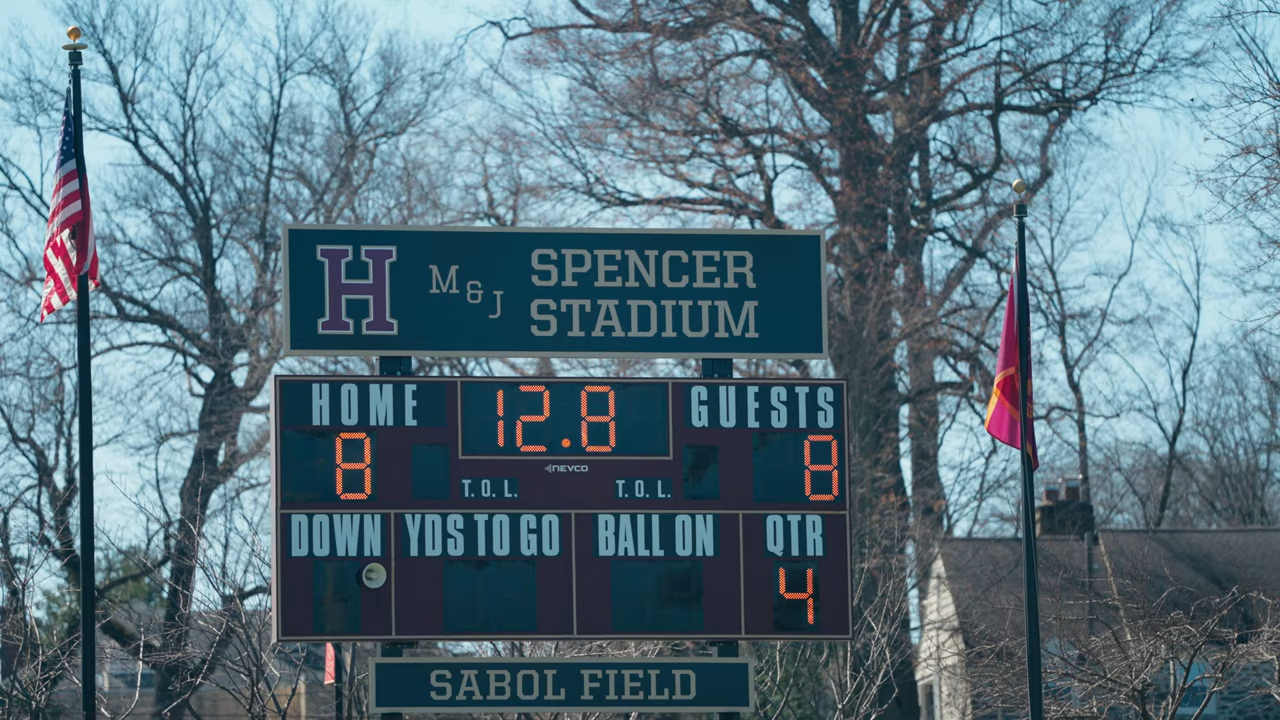 H M&J SPENCER
STADIUM
HOME 12.8 GUESTS
8 NEVCO 8
T.O.L. T.O.L.
DOWN YDS TO GO BALL ON QTR
4
SABOL FIELD